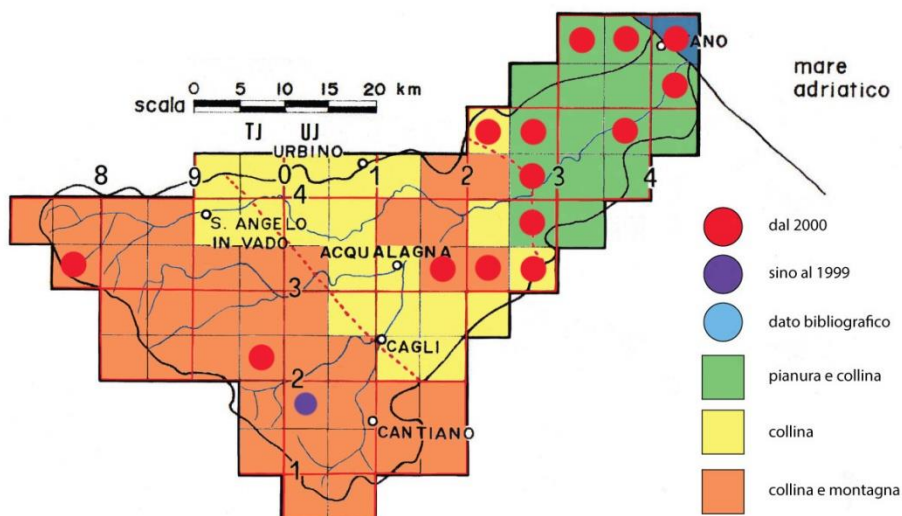 ANO
mare
adriatico
0 5 10 15 20 km
scala
TJ UJ
URBINO
8 9 0 1 2 3 4
4
S. ANGELO
IN VADO
ACQUALAGNA
3
CAGLI
2
CANTIANO
1
dal 2000
sino al 1999
dato bibliografico
pianura e collina
collina
collina e montagna